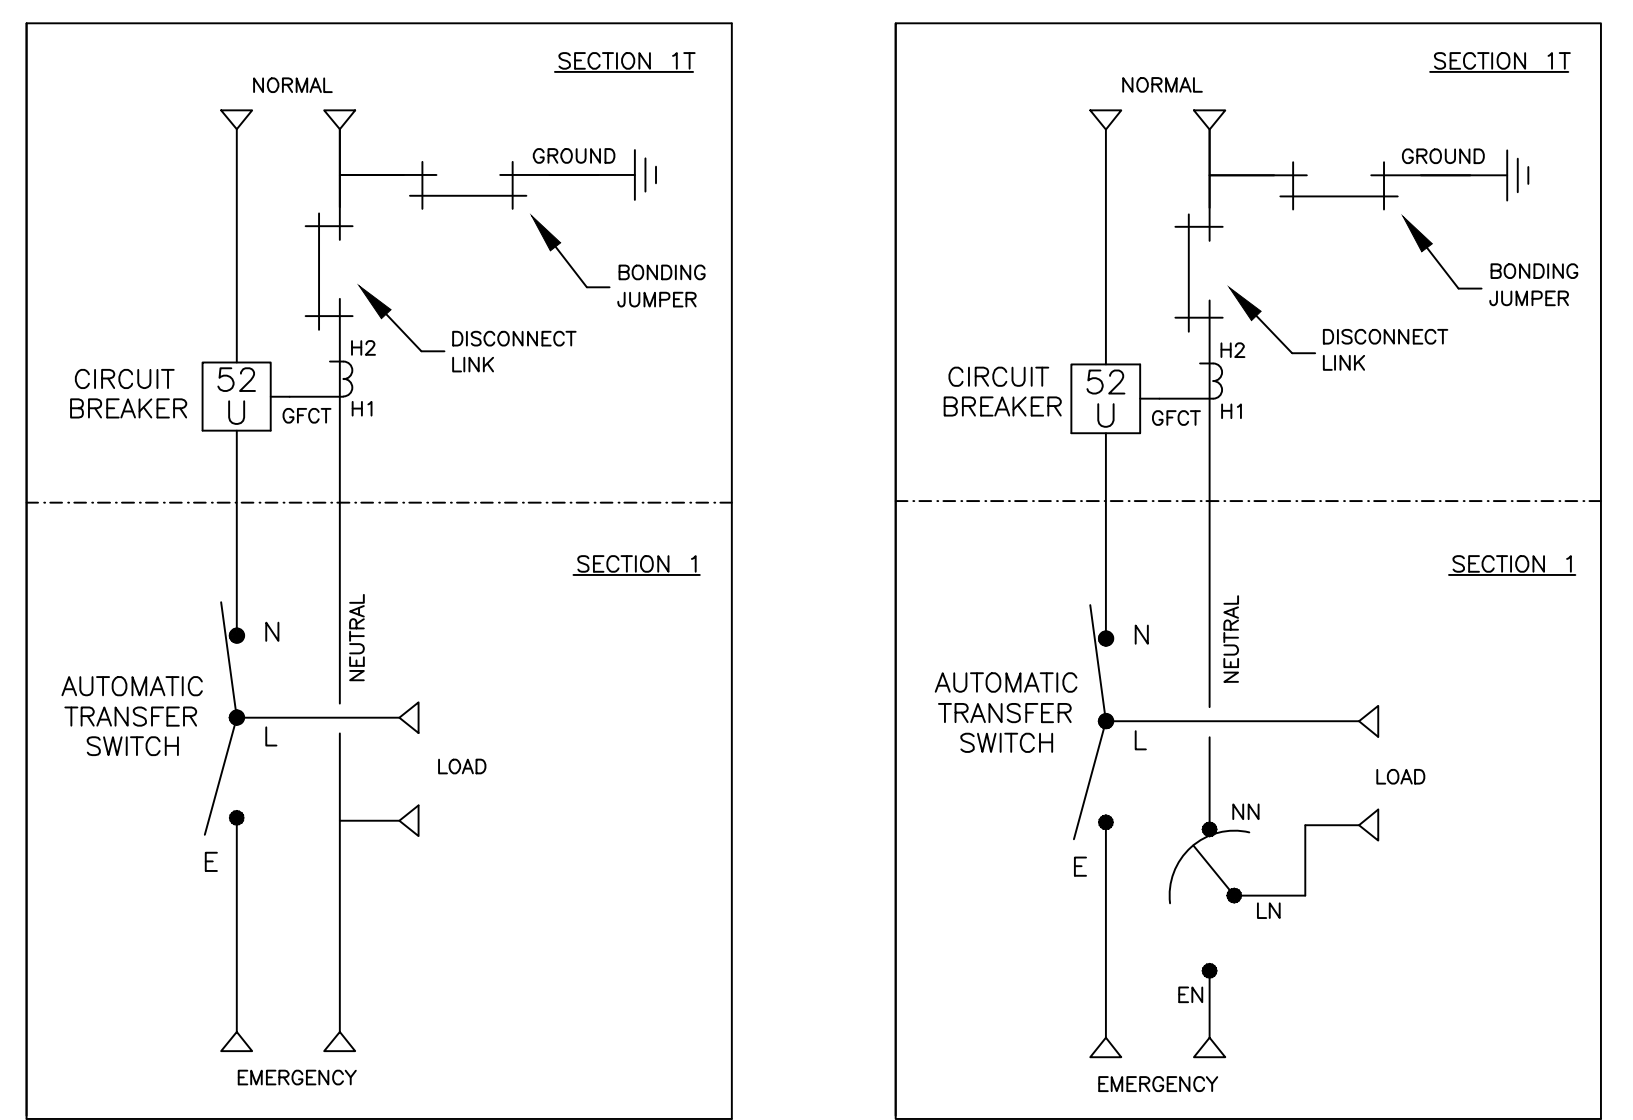 SECTION 1T
NORMAL
GROUND
BONDING
JUMPER
DISCONNECT
LINK
H2
CIRCUIT
BREAKER
52
U
GFCT
H1
SECTION 1
N
NEUTRAL
AUTOMATIC
TRANSFER
SWITCH
L
LOAD
E
EMERGENCY
SECTION 1T
NORMAL
GROUND
BONDING
JUMPER
DISCONNECT
LINK
H2
CIRCUIT
BREAKER
52
U
GFCT
H1
SECTION 1
N
NEUTRAL
AUTOMATIC
TRANSFER
SWITCH
L
LOAD
NN
E
LN
EN
EMERGENCY